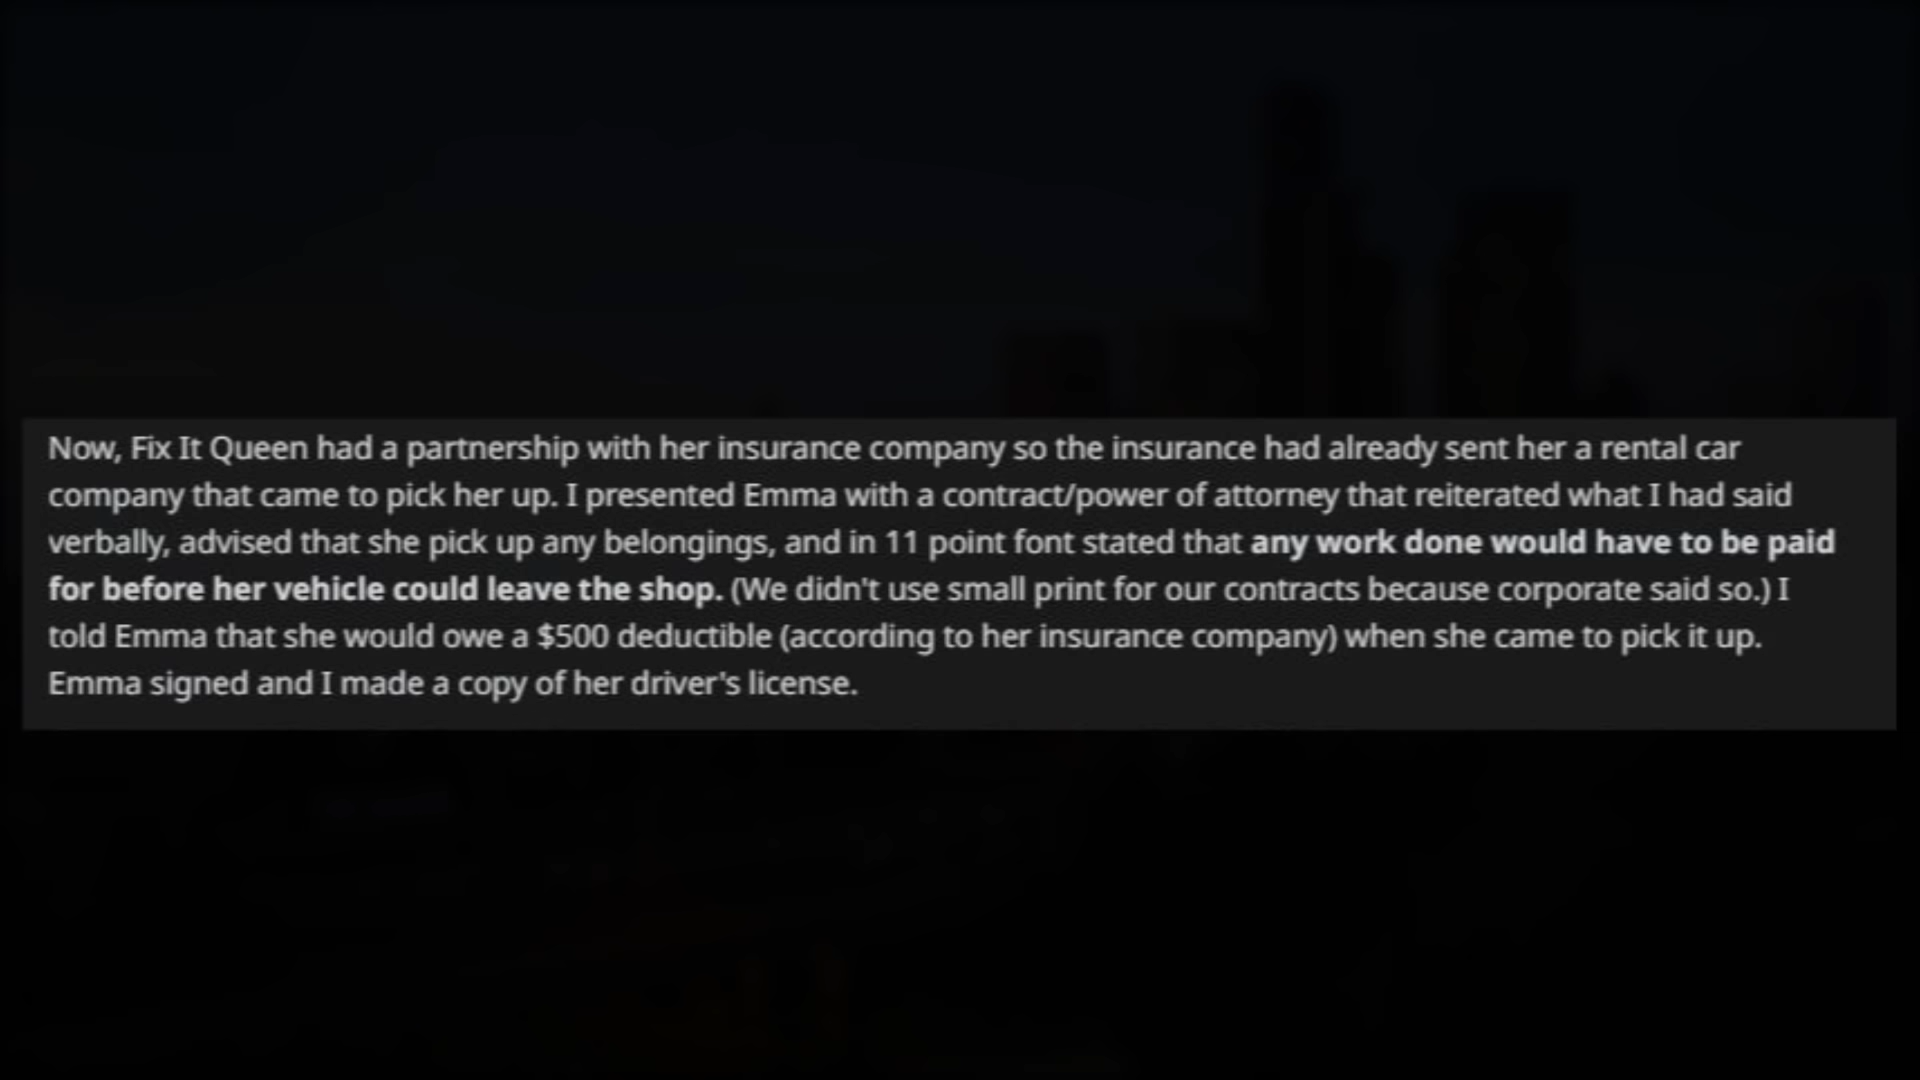 Now, Fix It Queen had a partnership with her insurance company so the insurance had already sent her a rental car
company that came to pick her up. I presented Emma with a contract/power of attorney that reiterated what I had said
verbally, advised that she pick up any belongings, and in 11 point font stated that any work done would have to be paid
for before her vehicle could leave the shop. (We didn't use small print for our contracts because corporate said so.) I
told Emma that she would owe a $500 deductible (according to her insurance company) when she came to pick it up.
Emma signed and I made a copy of her driver's license.